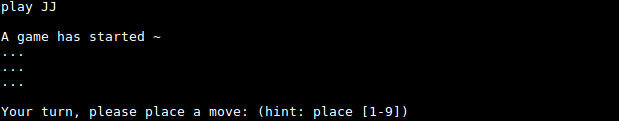 play JJ
A game has started ~
...
...
...
Your turn, please place a move: (hint: place [1-9])